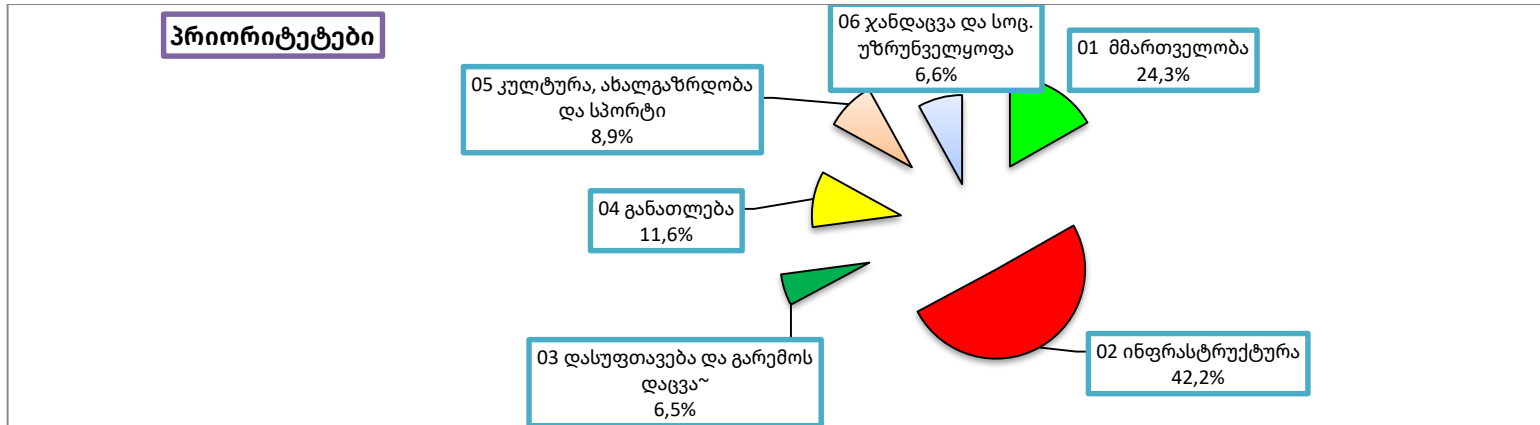 პრიორიტეტები
06 ჯანდაცვა და სოც.
უზრუნველყოფა
6,6%
01 მმართველობა
24,3%
05 კულტურა, ახალგაზრდობა
და სპორტი
8,9%
04 განათლება
11,6%
03 დასუფთავება და გარემოს
დაცვა~
6,5%
02 ინფრასტრუქტურა
42,2%